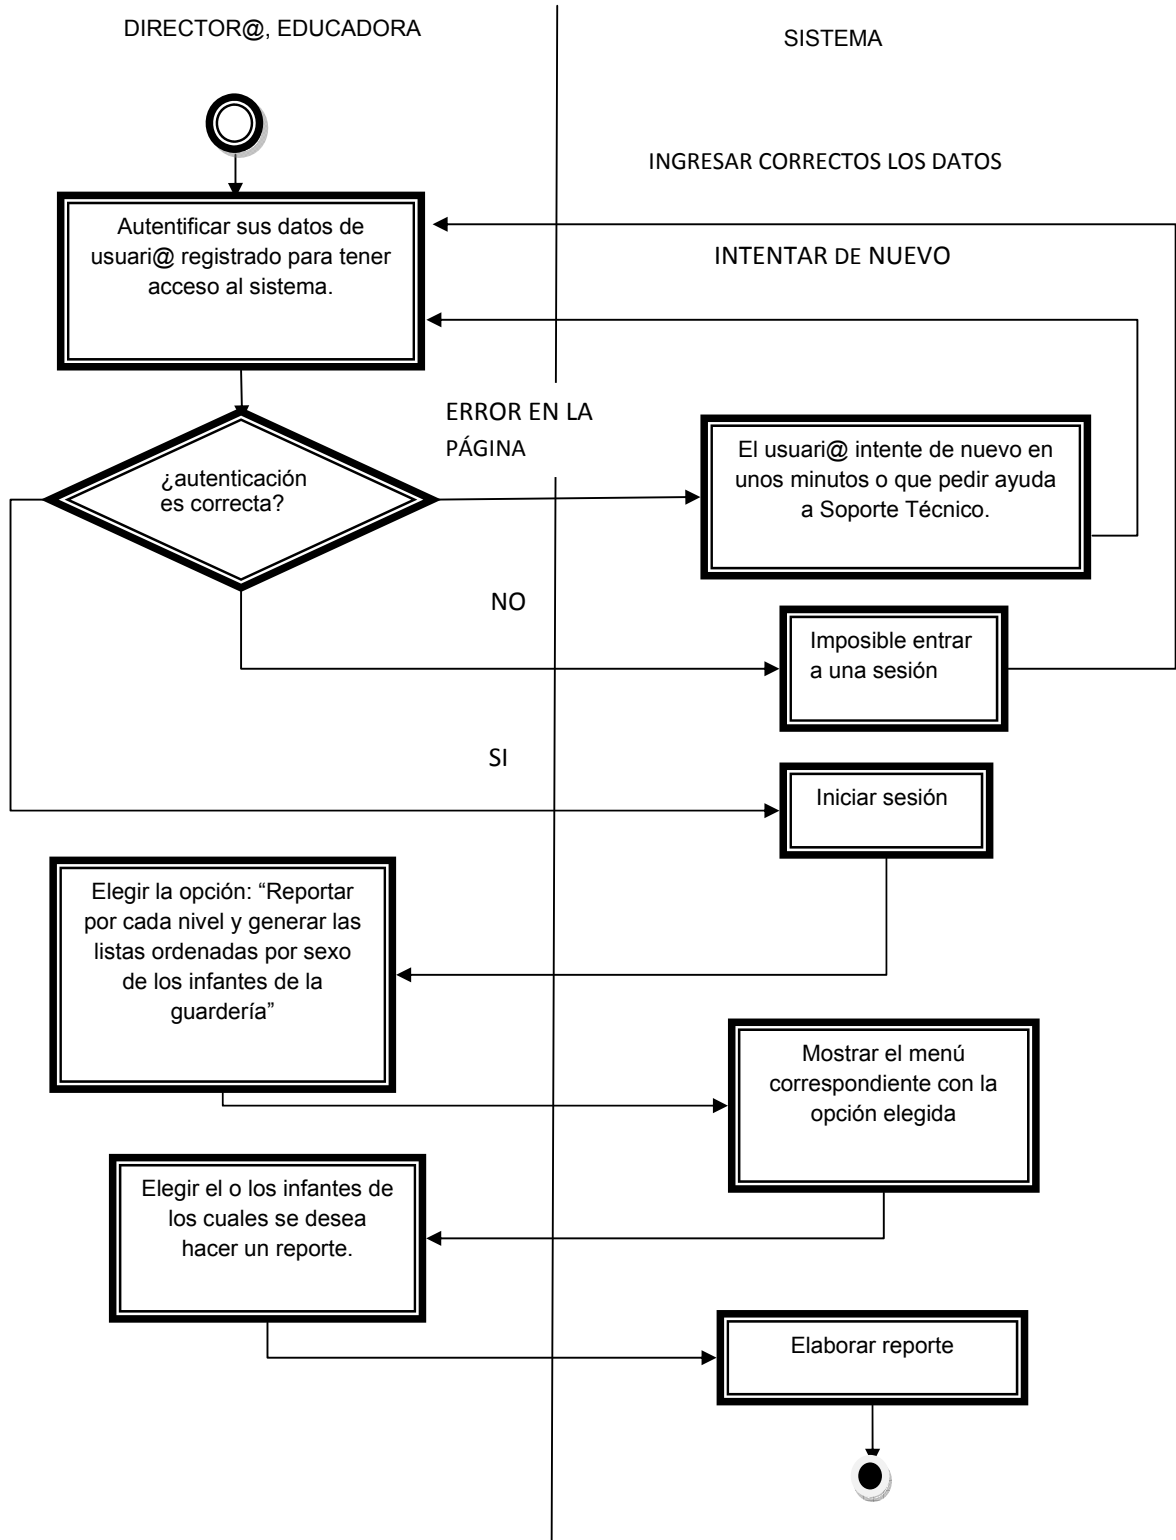 DIRECTOR@, EDUCADORA
SISTEMA
INGRESAR CORRECTOS LOS DATOS
Autentificar sus datos de
usuari@ registrado para tener
acceso al sistema.
INTENTAR DE NUEVO
ERROR EN LA
PÁGINA
El usuari@ intente de nuevo en
unos minutos o que pedir ayuda
a Soporte Técnico.
¿autenticación
es correcta?
NO
Imposible entrar
a una sesión
SI
Iniciar sesión
Elegir la opción: “Reportar
por cada nivel y generar las
listas ordenadas por sexo
de los infantes de la
guardería”
Mostrar el menú
correspondiente con la
opción elegida
Elegir el o los infantes de
los cuales se desea
hacer un reporte.
Elaborar reporte